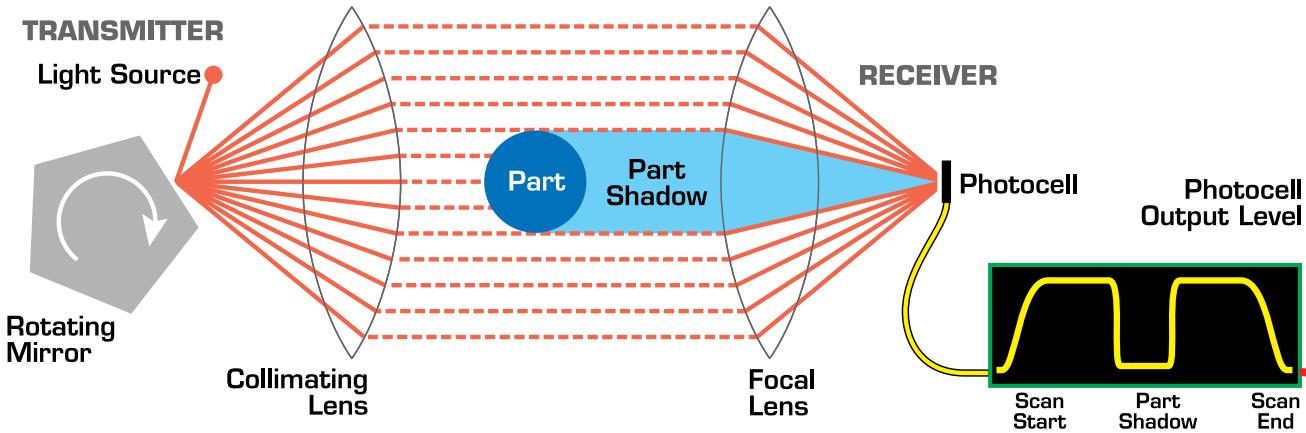 TRANSMITTER
Light Source
RECEIVER
Part
Part
Shadow
Photocell
Photocell
Output Level
Rotating
Mirror
Collimating
Lens
Focal
Lens
Scan
Start
Part
Shadow
Scan
End